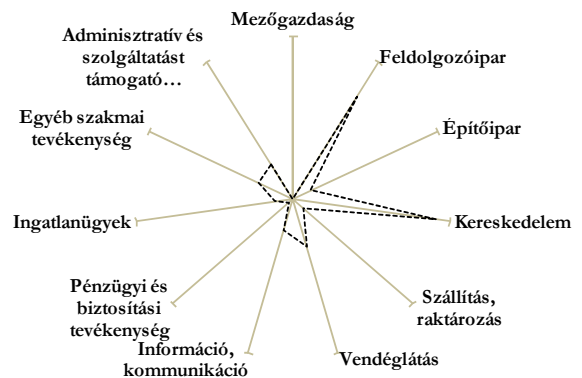 Mezőgazdaság
Feldolgozóipar
Építőipar
Kereskedelem
Szállítás,
raktározás
Vendéglátás
Információ,
kommunikáció
Pénzügyi és
biztosítási
tevékenység
Ingatlanügyek
Egyéb szakmai
tevékenység
Adminisztratív és
szolgáltatást
támogató…